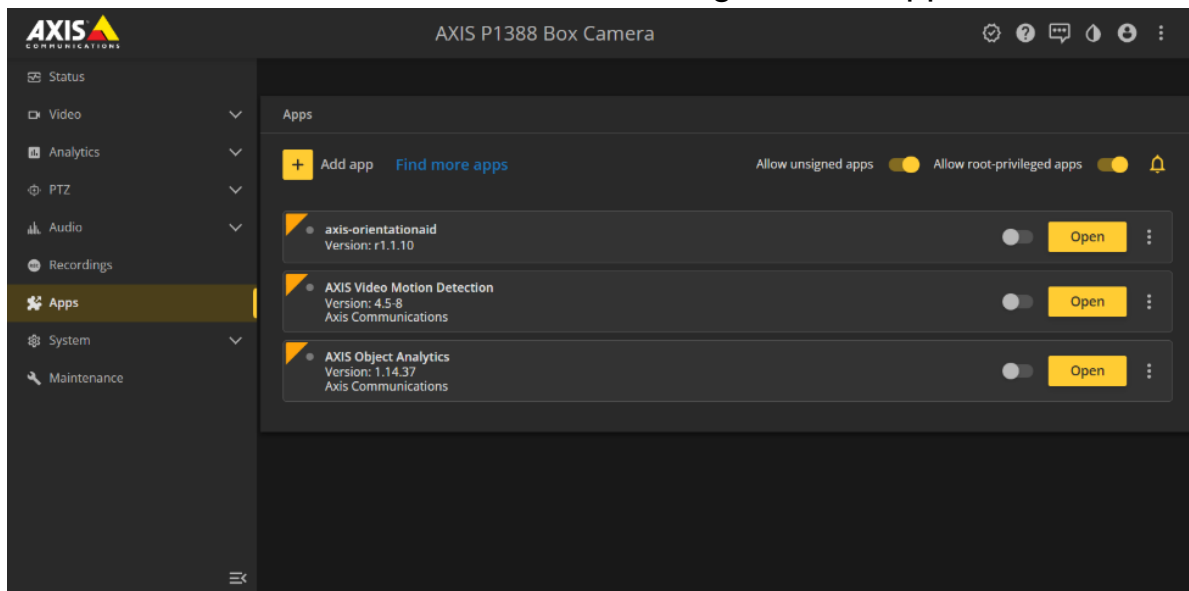 AXIS
COMMUNICATIONS
AXIS P1388 Box Camera
Status
Video
Analytics
PTZ
Audio
Recordings
Apps
System
Maintenance
Apps
+ Add app Find more apps Allow unsigned apps Allow root-privileged apps
axis-orientationaid
Version: r1.1.10
Open
AXIS Video Motion Detection
Version: 4.5-8
Axis Communications
Open
AXIS Object Analytics
Version: 1.14.37
Axis Communications
Open